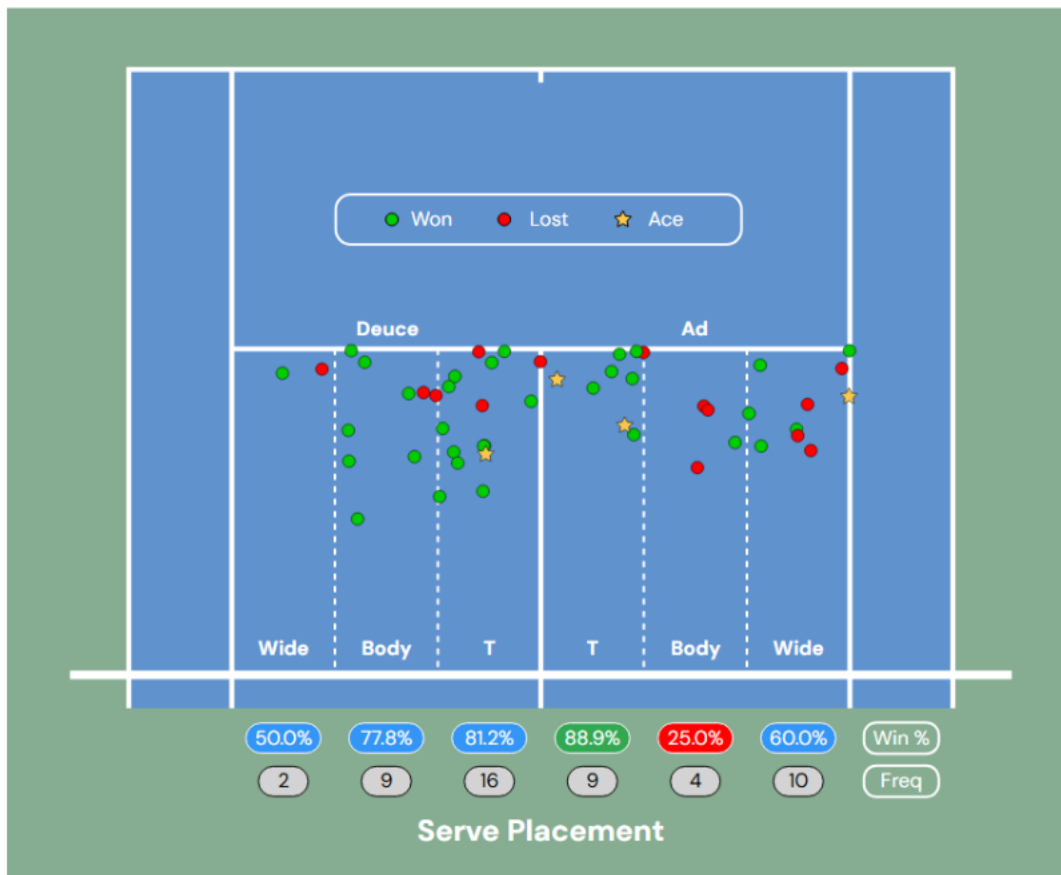 Won Lost Ace
Deuce Ad
Wide Body T T Body Wide
50.0% 77.8% 81.2% 88.9% 25.0% 60.0% Win %
2 9 16 9 4 10 Freq
Serve Placement